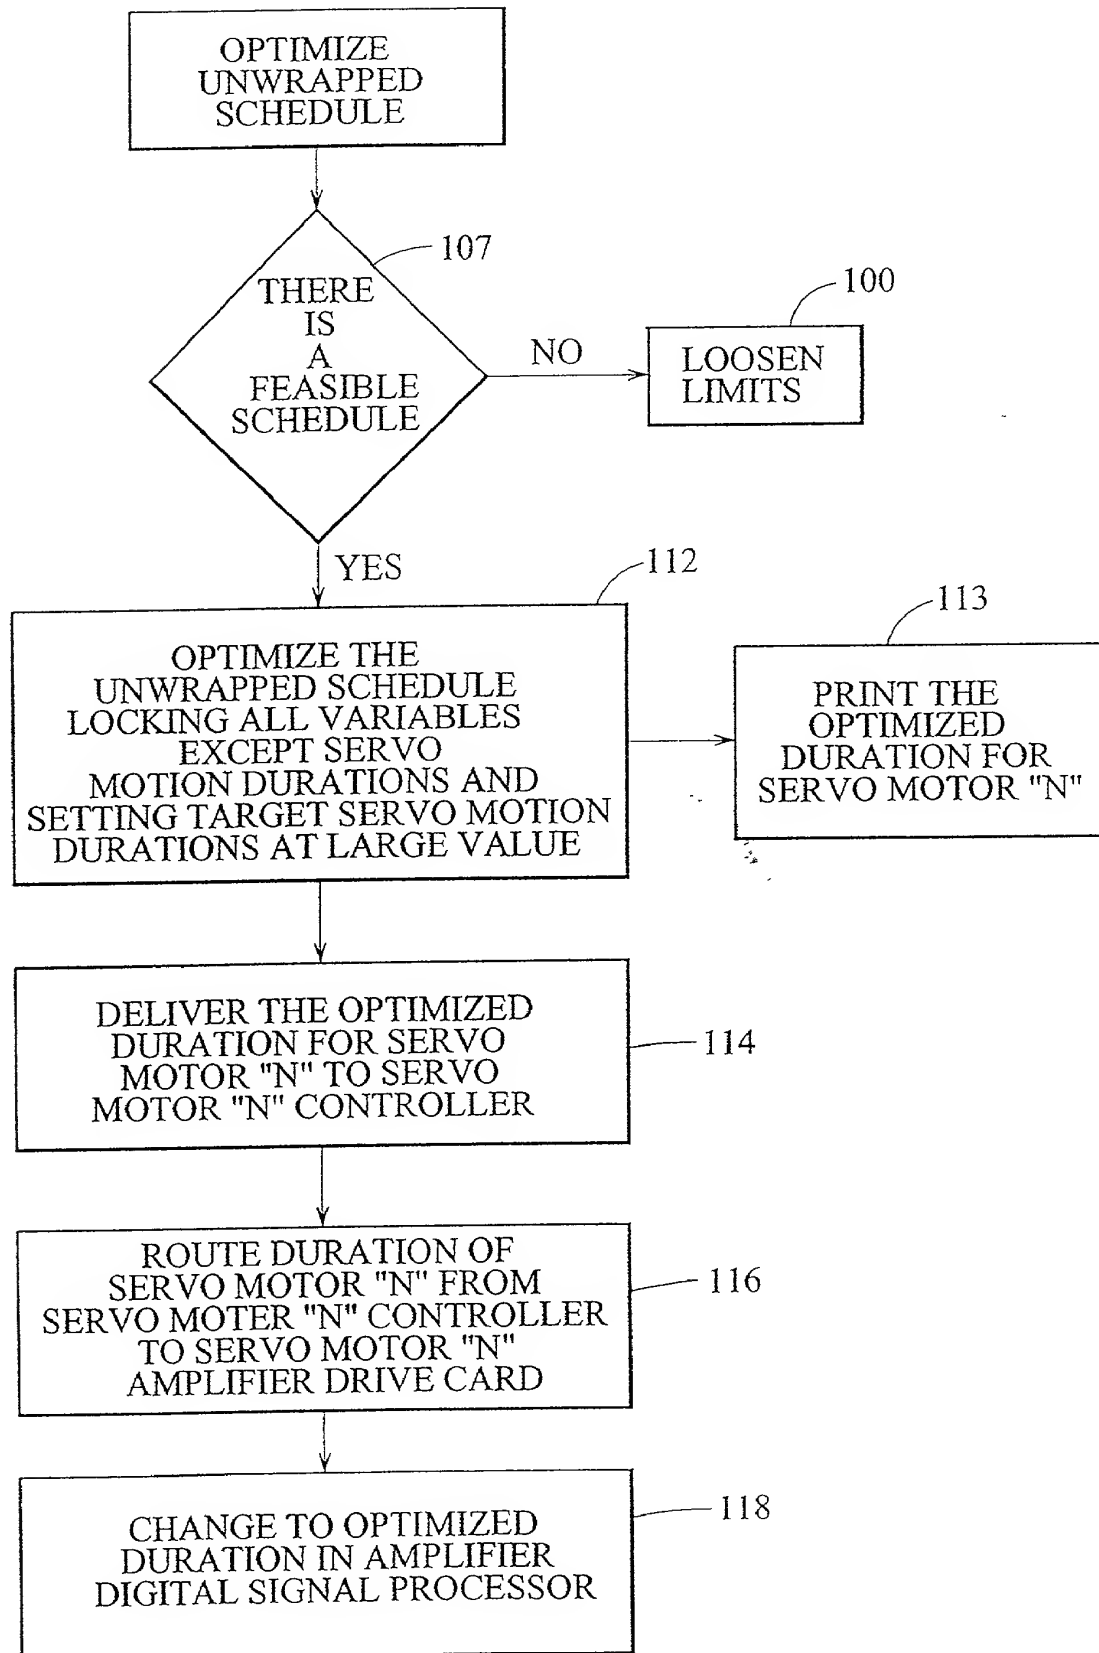 OPTIMIZE
UNWRAPPED
SCHEDULE
107
THERE
IS
A
FEASIBLE
SCHEDULE
NO
100
LOOSEN
LIMITS
YES
112
OPTIMIZE THE
UNWRAPPED SCHEDULE
LOCKING ALL VARIABLES
EXCEPT SERVO
MOTION DURATIONS AND
SETTING TARGET SERVO MOTION
DURATIONS AT LARGE VALUE
113
PRINT THE
OPTIMIZED
DURATION FOR
SERVO MOTOR "N"
DELIVER THE OPTIMIZED
DURATION FOR SERVO
MOTOR "N" TO SERVO
MOTOR "N" CONTROLLER
114
ROUTE DURATION OF
SERVO MOTOR "N" FROM
SERVO MOTER "N" CONTROLLER
TO SERVO MOTOR "N"
AMPLIFIER DRIVE CARD
116
CHANGE TO OPTIMIZED
DURATION IN AMPLIFIER
DIGITAL SIGNAL PROCESSOR
118